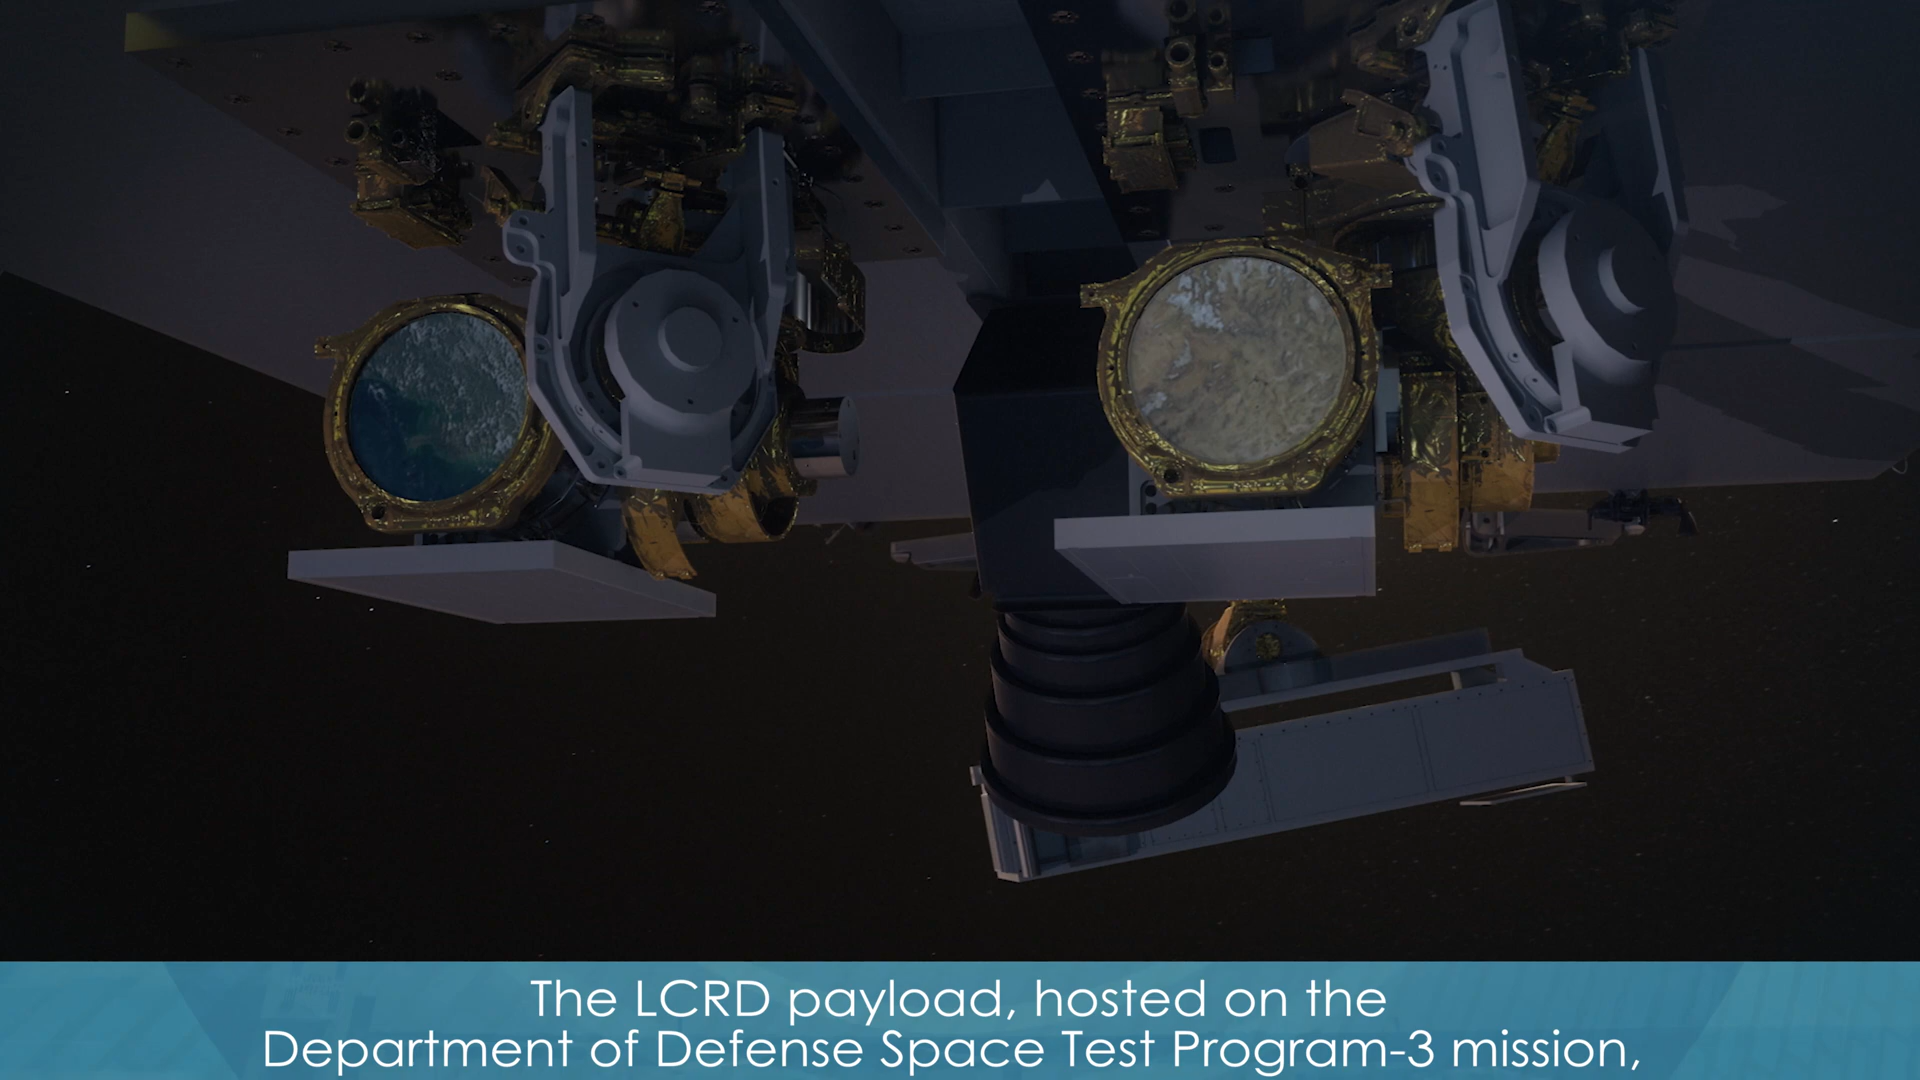 The LCRD payload, hosted on the
Department of Defense Space Test Program-3 mission,